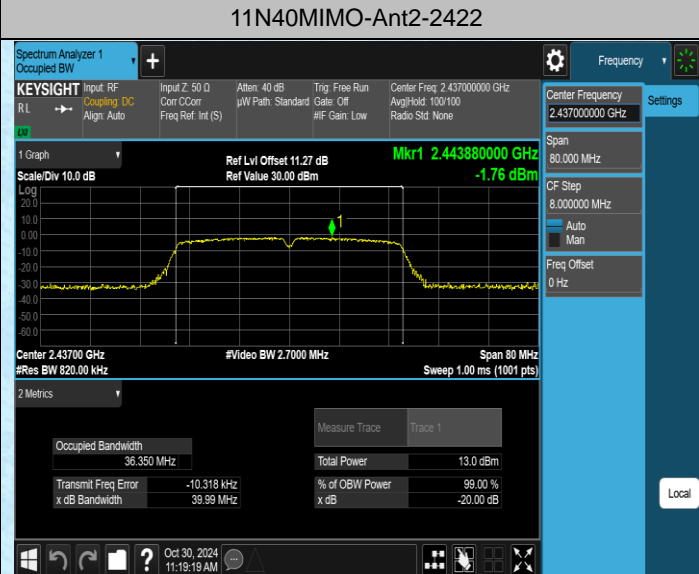 11N40MIMO-Ant2-2422
Spectrum Analyzer 1
Occupied BW
+
Frequency
KEYSIGHT
RL
LXI
Input: RF
Coupling: DC
Align: Auto
Input Z: 50 Ω
Corr CCorr
Freq Ref: Int (S)
Atten: 40 dB
µW Path: Standard
Trig: Free Run
Gate: Off
#IF Gain: Low
Center Freq: 2.437000000 GHz
Avg|Hold: 100/100
Radio Std: None
Center Frequency
2.437000000 GHz
Settings
Span
80.000 MHz
CF Step
8.000000 MHz
Auto
Man
Freq Offset
0 Hz
Local
1 Graph
Scale/Div 10.0 dB
Ref Lvl Offset 11.27 dB
Ref Value 30.00 dBm
Mkr1 2.443880000 GHz
-1.76 dBm
Log
20.0
10.0
0.00
-10.0
-20.0
-30.0
-40.0
-50.0
-60.0
1
Center 2.43700 GHz
#Video BW 2.7000 MHz
Span 80 MHz
#Res BW 820.00 kHz
Sweep 1.00 ms (1001 pts)
2 Metrics
Measure Trace Trace 1
Occupied Bandwidth
36.350 MHz
Total Power 13.0 dBm
Transmit Freq Error -10.318 kHz
% of OBW Power 99.00 %
x dB Bandwidth 39.99 MHz
x dB -20.00 dB
?
Oct 30, 2024
11:19:19 AM